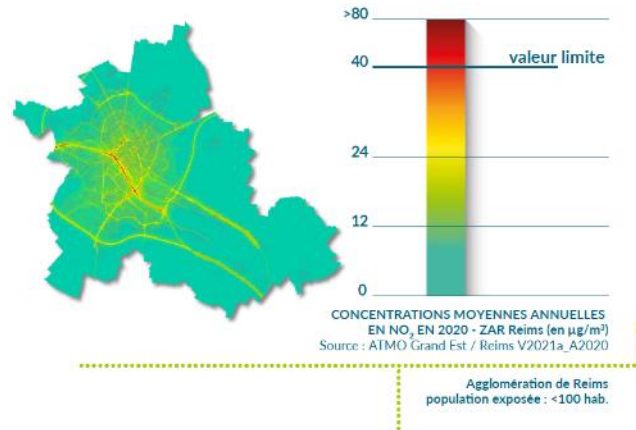 >80
valeur limite
40
24
12
0
CONCENTRATIONS MOYENNES ANNUELLES
EN NO₂ EN 2020 - ZAR Reims (en µg/m³)
Source : ATMO Grand Est / Reims V2021a_A2020
Agglomération de Reims
population exposée : <100 hab.